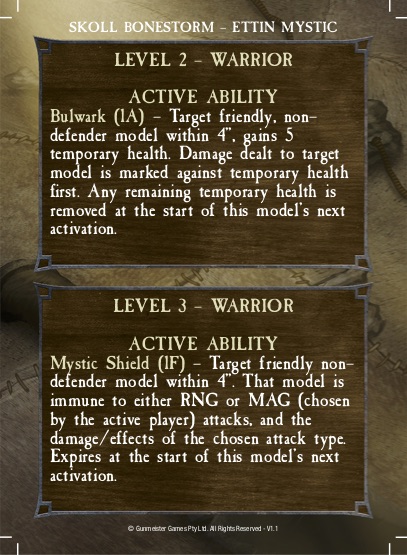 SKOLL BONESTORM - ETTIN MYSTIC
LEVEL 2 - WARRIOR
ACTIVE ABILITY
Bulwark (1A) - Target friendly, non-
defender model within 4", gains 5
temporary health. Damage dealt to target
model is marked against temporary health
first. Any remaining temporary health is
removed at the start of this model's next
activation.
LEVEL 3 - WARRIOR
ACTIVE ABILITY
Mystic Shield (1F) - Target friendly non-
defender model within 4". That model is
immune to either RNG or MAG (chosen
by the active player) attacks, and the
damage/effects of the chosen attack type.
Expires at the start of this model's next
activation.
© Gunmeister Games Pty Ltd. All Rights Reserved - V1.1